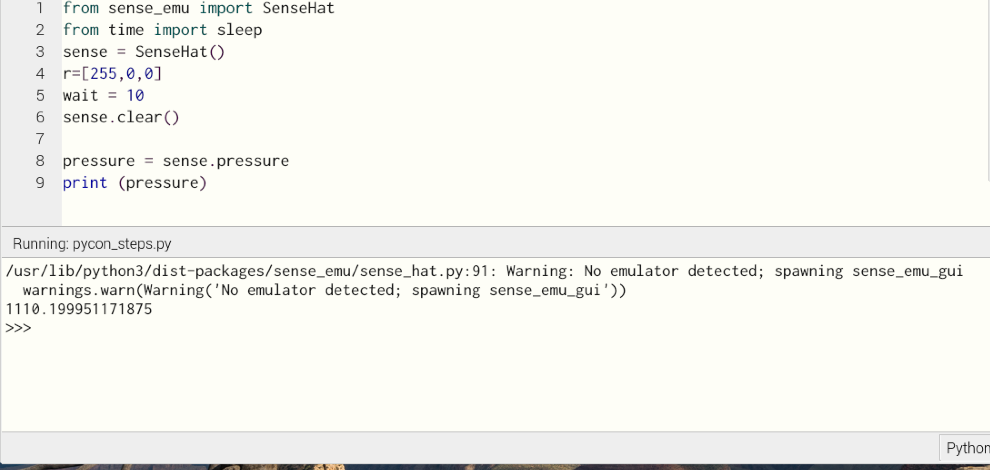 1 from sense_emu import SenseHat
2 from time import sleep
3 sense = SenseHat()
4 r=[255,0,0]
5 wait = 10
6 sense.clear()
7
8 pressure = sense.pressure
9 print (pressure)
Running: pycon_steps.py
/usr/lib/python3/dist-packages/sense_emu/sense_hat.py:91: Warning: No emulator detected; spawning sense_emu_gui
  warnings.warn(Warning('No emulator detected; spawning sense_emu_gui'))
1110.199951171875
>>>
Python